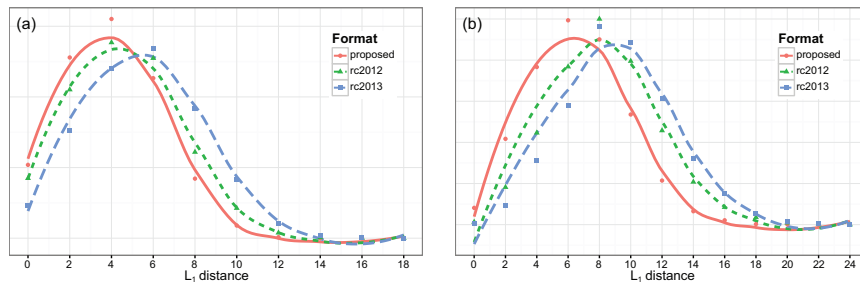 (a)
Format
proposed
rc2012
rc2013
0 2 4 6 8 10 12 14 16 18
L1 distance
(b)
Format
proposed
rc2012
rc2013
0 2 4 6 8 10 12 14 16 18 20 22 24
L1 distance